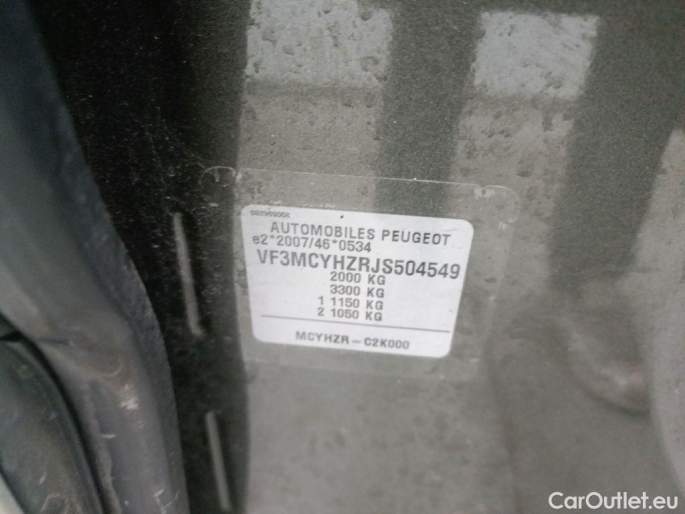 AUTOMOBILES PEUGEOT
e2*2007/46*0534
VF3MCYHZRJS504549
2000 KG
3300 KG
1 1150 KG
2 1050 KG
MCYHZR-C2K000
CarOutlet.eu